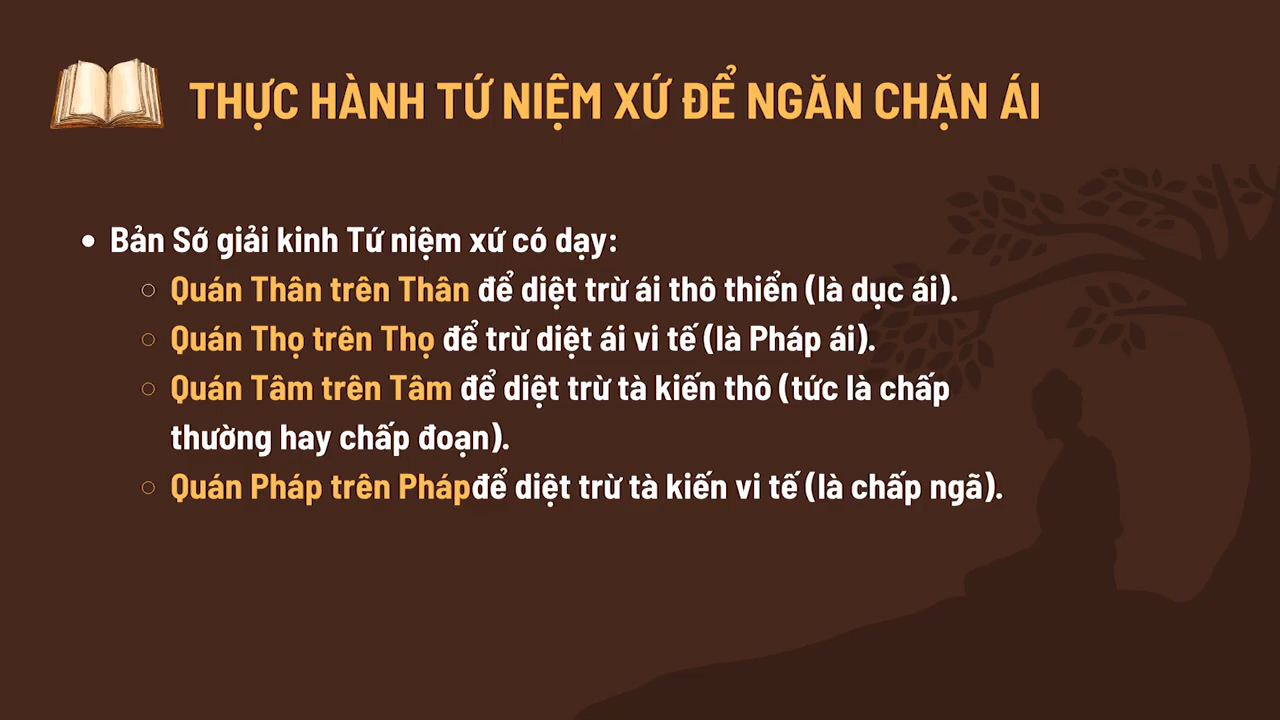 THỰC HÀNH TỨ NIỆM XỨ ĐỂ NGĂN CHẶN ÁI
• Bản Sớ giải kinh Tứ niệm xứ có dạy:
○ Quán Thân trên Thân để diệt trừ ái thô thiển (là dục ái).
○ Quán Thọ trên Thọ để trừ diệt ái vi tế (là Pháp ái).
○ Quán Tâm trên Tâm để diệt trừ tà kiến thô (tức là chấp
thường hay chấp đoạn).
○ Quán Pháp trên Phápđể diệt trừ tà kiến vi tế (là chấp ngã).